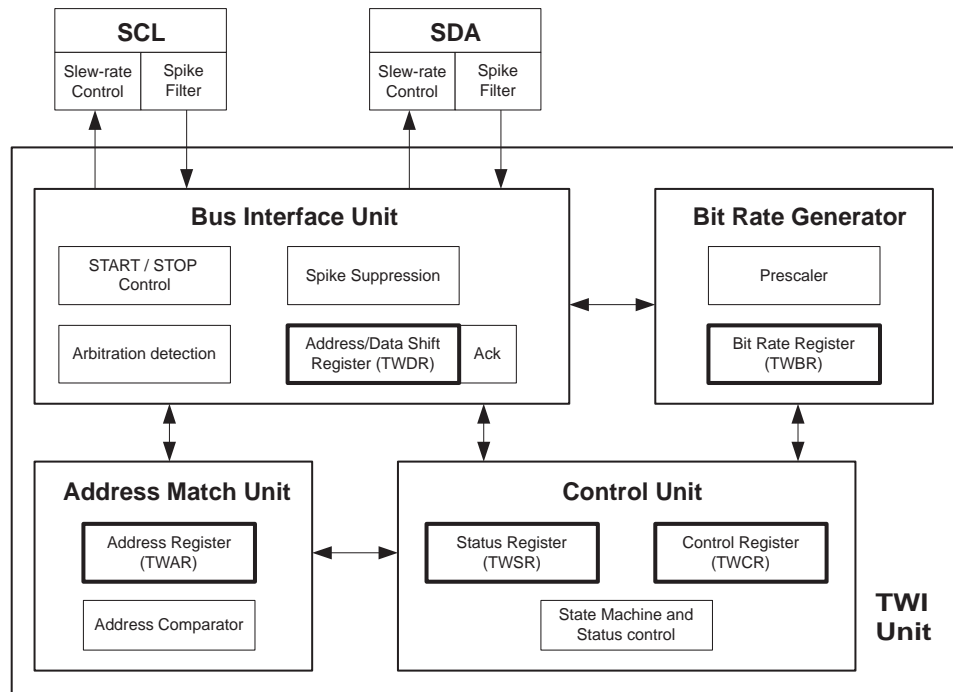 SCL
Slew-rate
Control
Spike
Filter
SDA
Slew-rate
Control
Spike
Filter
Bus Interface Unit
START / STOP
Control
Spike Suppression
Arbitration detection
Address/Data Shift
Register (TWDR)
Ack
Bit Rate Generator
Prescaler
Bit Rate Register
(TWBR)
Address Match Unit
Address Register
(TWAR)
Address Comparator
Control Unit
Status Register
(TWSR)
Control Register
(TWCR)
State Machine and
Status control
TWI
Unit